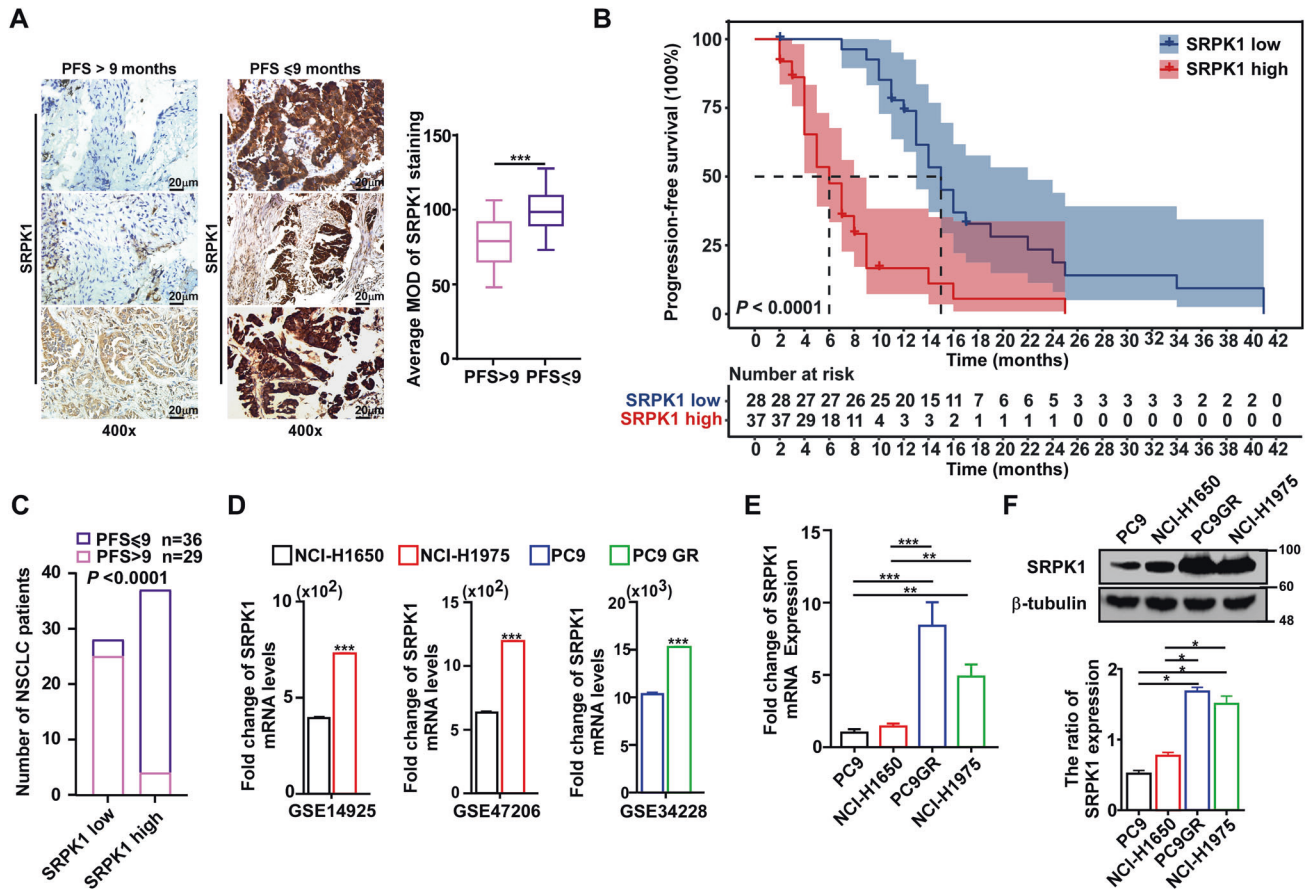 A
PFS > 9 months
PFS ⩽9 months
SRPK1
SRPK1
20μm
20μm
20μm
20μm
20μm
20μm
400x
400x
Average MOD of SRPK1 staining
150
100
50
0
***
PFS>9
PFS⩽9
B
Progression-free survival (100%)
100
75
50
25
0
SRPK1 low
SRPK1 high
P < 0.0001
0 2 4 6 8 10 12 14 16 18 20 22 24 26 28 30 32 34 36 38 40 42
Time (months)
Number at risk
SRPK1 low 28 28 27 27 26 25 20 15 11 7 6 6 5 3 3 3 3 3 2 2 2 0
SRPK1 high 37 37 29 18 11 4 3 3 2 1 1 1 1 0 0 0 0 0 0 0 0 0
0 2 4 6 8 10 12 14 16 18 20 22 24 26 28 30 32 34 36 38 40 42
Time (months)
C
PFS⩽9 n=36
PFS>9 n=29
P <0.0001
Number of NSCLC patients
40
30
20
10
0
SRPK1 low
SRPK1 high
D
NCI-H1650
NCI-H1975
PC9
PC9 GR
(x10²)
Fold change of SRPK1
mRNA levels
10
5
0
***
GSE14925
(x10²)
Fold change of SRPK1
mRNA levels
15
10
5
0
***
GSE47206
(x10³)
Fold change of SRPK1
mRNA levels
20
15
10
5
0
***
GSE34228
E
Fold change of SRPK1
mRNA Expression
15
10
5
0
***
**
***
**
PC9
NCI-H1650
PC9GR
NCI-H1975
F
PC9
NCI-H1650
PC9GR
NCI-H1975
SRPK1
β-tubulin
100
60
48
The ratio of
SRPK1 expression
2
1
0
*
*
*
*
PC9
NCI-H1650
PC9GR
NCI-H1975